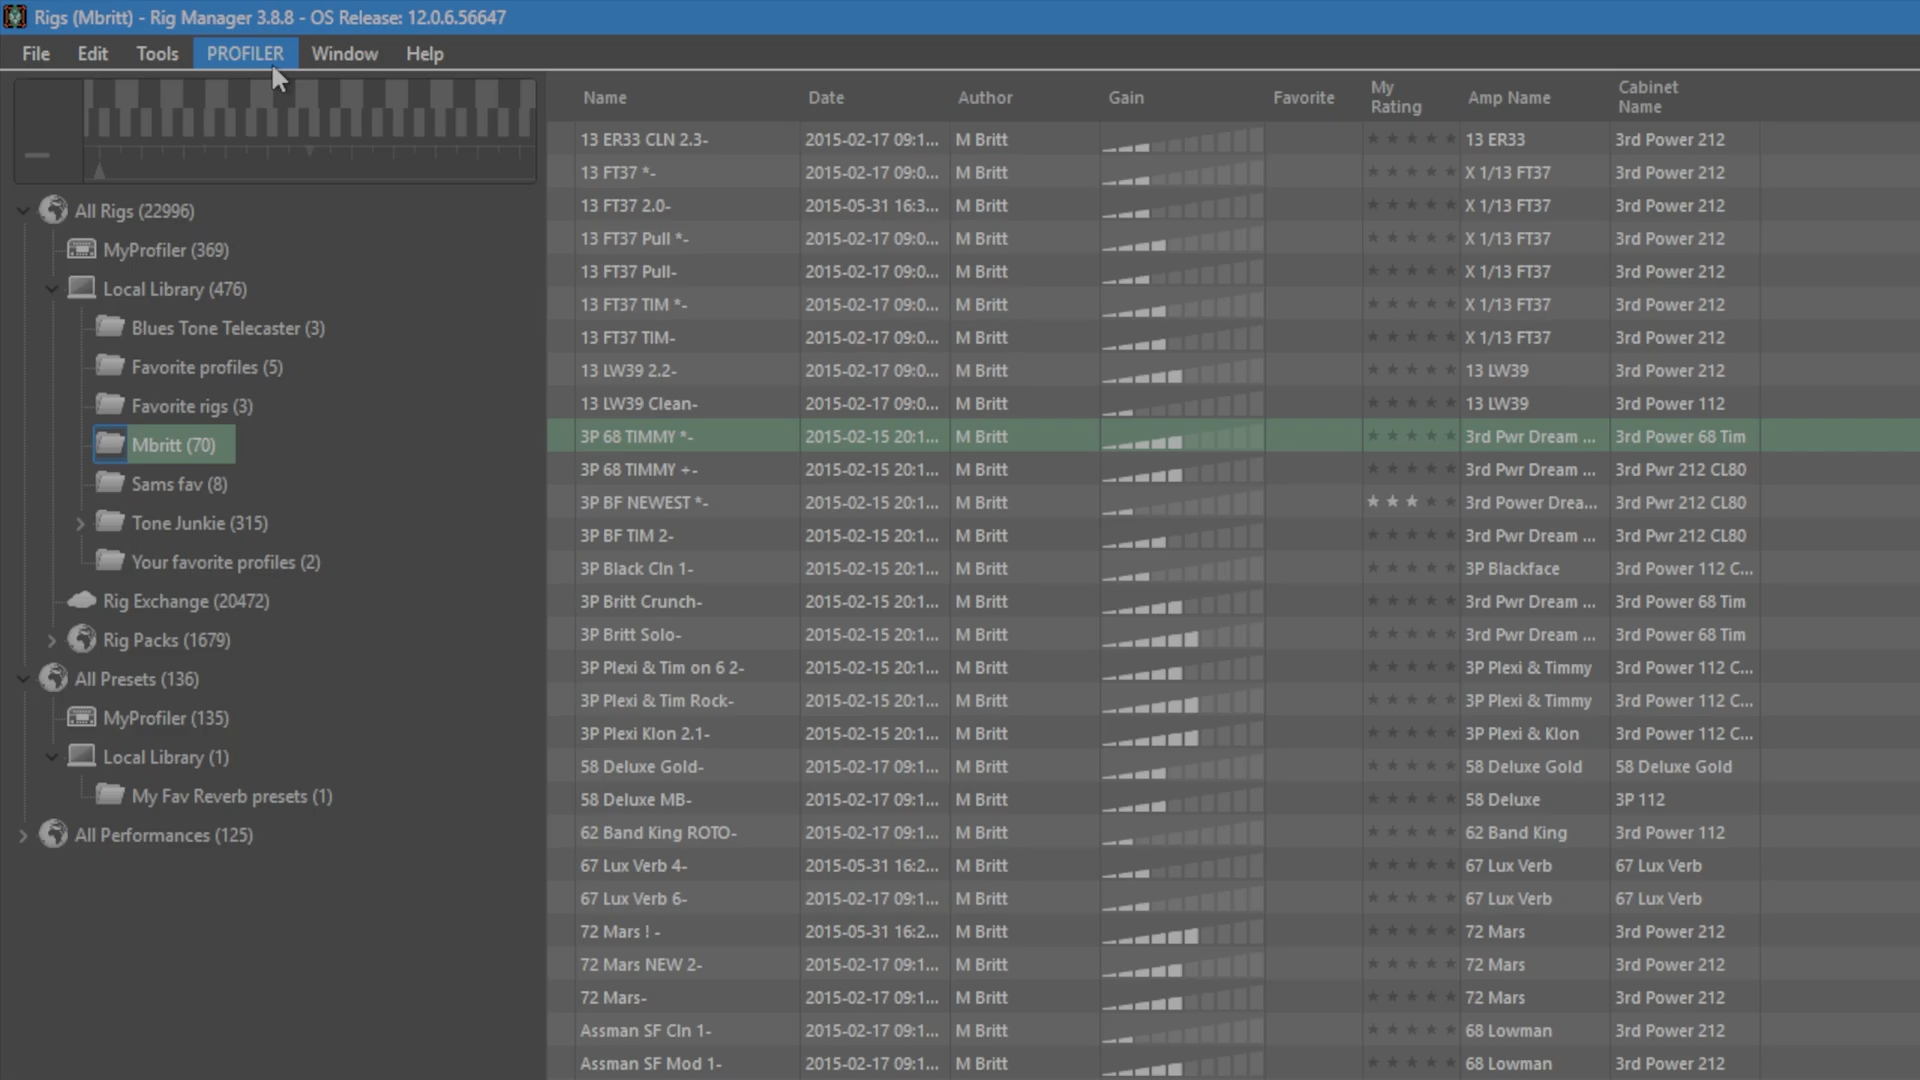 Rigs (Mbritt) - Rig Manager 3.8.8 - OS Release: 12.0.6.56647
File Edit Tools PROFILER Window Help
Name Date Author Gain Favorite My Rating Amp Name Cabinet Name
All Rigs (22996)
MyProfiler (369)
Local Library (476)
Blues Tone Telecaster (3)
Favorite profiles (5)
Favorite rigs (3)
Mbritt (70)
Sams fav (8)
Tone Junkie (315)
Your favorite profiles (2)
Rig Exchange (20472)
Rig Packs (1679)
All Presets (136)
MyProfiler (135)
Local Library (1)
My Fav Reverb presets (1)
All Performances (125)
13 ER33 CLN 2.3- 2015-02-17 09:1... M Britt 13 ER33 3rd Power 212
13 FT37 *- 2015-02-17 09:0... M Britt X 1/13 FT37 3rd Power 212
13 FT37 2.0- 2015-05-31 16:3... M Britt X 1/13 FT37 3rd Power 212
13 FT37 Pull *- 2015-02-17 09:0... M Britt X 1/13 FT37 3rd Power 212
13 FT37 Pull- 2015-02-17 09:0... M Britt X 1/13 FT37 3rd Power 212
13 FT37 TIM *- 2015-02-17 09:0... M Britt X 1/13 FT37 3rd Power 212
13 FT37 TIM- 2015-02-17 09:0... M Britt X 1/13 FT37 3rd Power 212
13 LW39 2.2- 2015-02-17 09:0... M Britt 13 LW39 3rd Power 212
13 LW39 Clean- 2015-02-17 09:0... M Britt 13 LW39 3rd Power 112
3P 68 TIMMY *- 2015-02-15 20:1... M Britt 3rd Pwr Dream ... 3rd Power 68 Tim
3P 68 TIMMY +- 2015-02-15 20:1... M Britt 3rd Pwr Dream ... 3rd Pwr 212 CL80
3P BF NEWEST *- 2015-02-15 20:1... M Britt 3rd Power Drea... 3rd Pwr 212 CL80
3P BF TIM 2- 2015-02-15 20:1... M Britt 3rd Pwr Dream ... 3rd Pwr 212 CL80
3P Black Cln 1- 2015-02-15 20:1... M Britt 3P Blackface 3rd Power 112 C...
3P Britt Crunch- 2015-02-15 20:1... M Britt 3rd Pwr Dream ... 3rd Power 68 Tim
3P Britt Solo- 2015-02-15 20:1... M Britt 3rd Pwr Dream ... 3rd Power 68 Tim
3P Plexi & Tim on 6 2- 2015-02-15 20:1... M Britt 3P Plexi & Timmy 3rd Power 112 C...
3P Plexi & Tim Rock- 2015-02-15 20:1... M Britt 3P Plexi & Timmy 3rd Power 112 C...
3P Plexi Klon 2.1- 2015-02-15 20:1... M Britt 3P Plexi & Klon 3rd Power 112 C...
58 Deluxe Gold- 2015-02-17 09:1... M Britt 58 Deluxe Gold 58 Deluxe Gold
58 Deluxe MB- 2015-02-17 09:1... M Britt 58 Deluxe 3P 112
62 Band King ROTO- 2015-02-17 09:1... M Britt 62 Band King 3rd Power 112
67 Lux Verb 4- 2015-05-31 16:2... M Britt 67 Lux Verb 67 Lux Verb
67 Lux Verb 6- 2015-02-17 09:1... M Britt 67 Lux Verb 67 Lux Verb
72 Mars ! - 2015-05-31 16:2... M Britt 72 Mars 3rd Power 212
72 Mars NEW 2- 2015-02-17 09:1... M Britt 72 Mars 3rd Power 212
72 Mars- 2015-02-17 09:1... M Britt 72 Mars 3rd Power 212
Assman SF Cln 1- 2015-02-17 09:1... M Britt 68 Lowman 3rd Power 212
Assman SF Mod 1- 2015-02-17 09:1... M Britt 68 Lowman 3rd Power 212